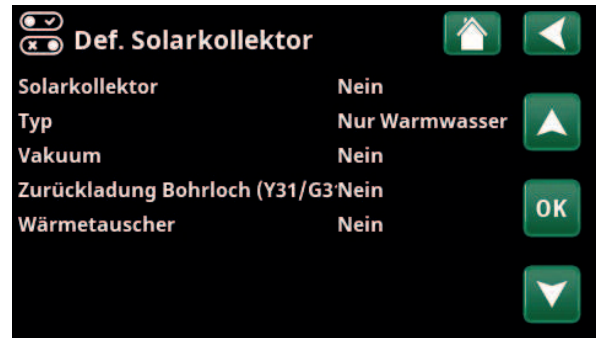 Def. Solarkollektor
Solarkollektor Nein
Typ Nur Warmwasser
Vakuum Nein
Zurückladung Bohrloch (Y31/G3 Nein
OK
Wärmetauscher Nein